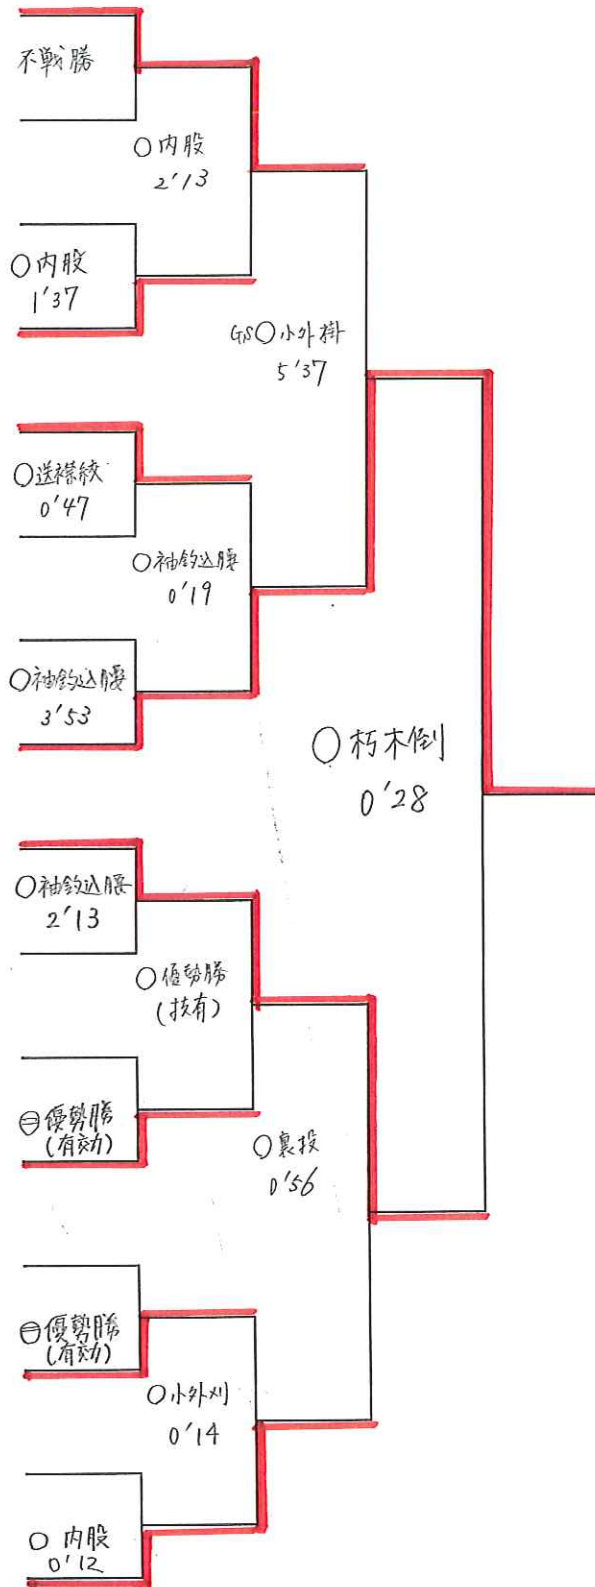 不戦勝
○内股
2'13
○内股
1'37
GS○小外掛
5'37
○送襟絞
0'47
○袖釣込腰
0'19
○袖釣込腰
3'53
○朽木倒
0'28
○袖釣込腰
2'13
○優勢勝
(技有)
⊖優勢勝
(有効)
○裏投
0'56
⊖優勢勝
(有効)
○小外刈
0'14
○内股
0'12